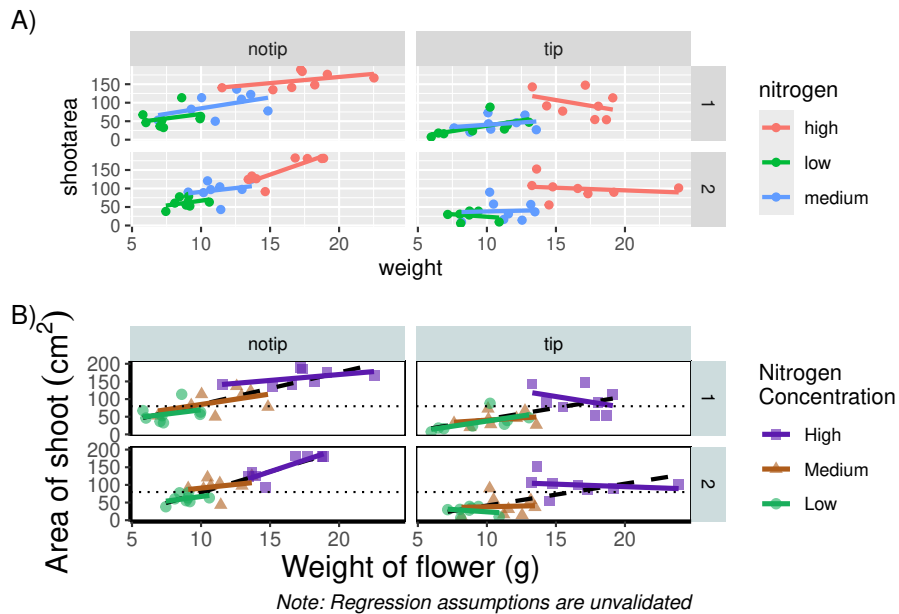 A)
notip
tip
shootarea
150
100
50
0
1
150
100
50
0
2
5
10
15
20
5
10
15
20
weight
nitrogen
high
low
medium
B)
notip
tip
Area of shoot (cm²)
200
150
100
50
0
1
200
150
100
50
0
2
5
10
15
20
5
10
15
20
Weight of flower (g)
Note: Regression assumptions are unvalidated
Nitrogen
Concentration
High
Medium
Low